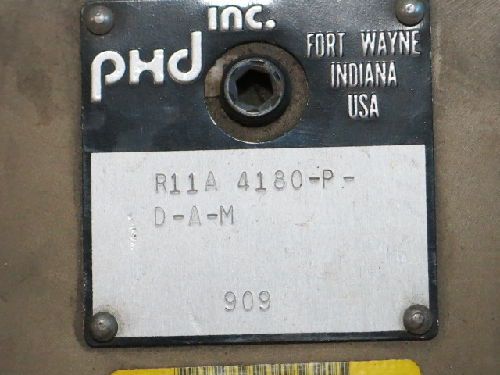 PHD INC.
FORT WAYNE
INDIANA
USA
R11A 4180-P-
D-A-M
909